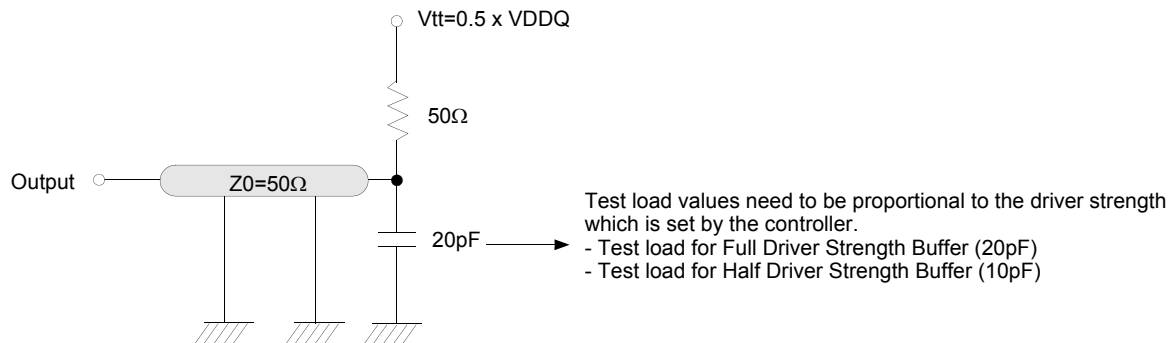 Vtt=0.5 x VDDQ
50Ω
Output
Z0=50Ω
20pF
Test load values need to be proportional to the driver strength
which is set by the controller.
- Test load for Full Driver Strength Buffer (20pF)
- Test load for Half Driver Strength Buffer (10pF)